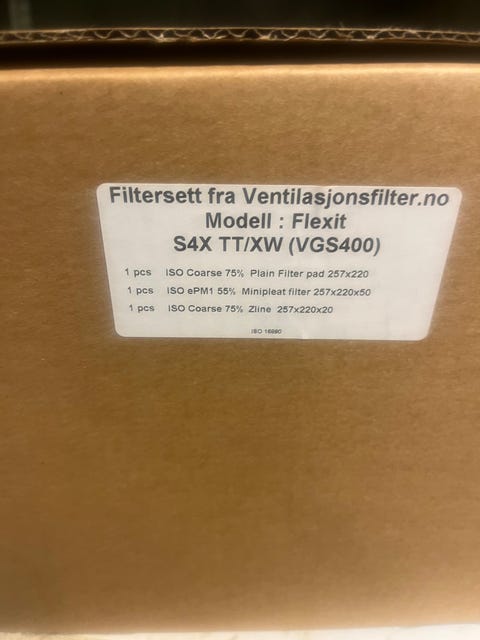 Filtersett fra Ventilasjonsfilter.no
Modell : Flexit
S4X TT/XW (VGS400)
1 pcs ISO Coarse 75% Plain Filter pad 257x220
1 pcs ISO ePM1 55% Minipleat filter 257x220x50
1 pcs ISO Coarse 75% Zline 257x220x20
ISO 16890